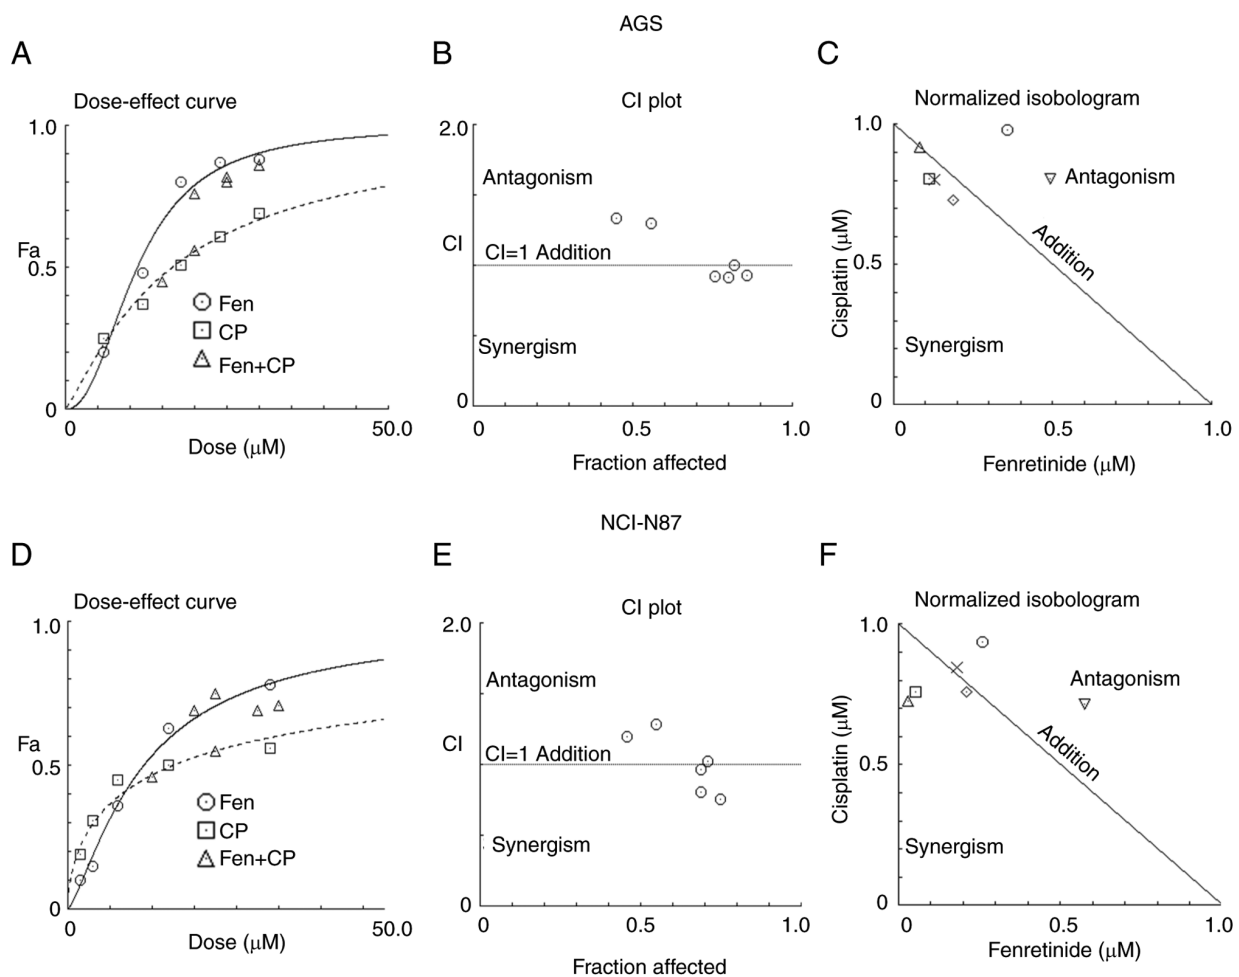 AGS
A
B
C
Dose-effect curve
CI plot
Normalized isobologram
1.0
Fa
0.5
0
0
50.0
Dose (μM)
Fen
CP
Fen+CP
2.0
Antagonism
CI
CI=1 Addition
Synergism
0
0
0.5
1.0
Fraction affected
1.0
Cisplatin (μM)
0.5
0
Antagonism
Addition
Synergism
0
0.5
1.0
Fenretinide (μM)
NCI-N87
D
E
F
Dose-effect curve
CI plot
Normalized isobologram
1.0
Fa
0.5
0
0
50.0
Dose (μM)
Fen
CP
Fen+CP
2.0
Antagonism
CI
CI=1 Addition
Synergism
0
0
0.5
1.0
Fraction affected
1.0
Cisplatin (μM)
0.5
0
Antagonism
Addition
Synergism
0
0.5
1.0
Fenretinide (μM)